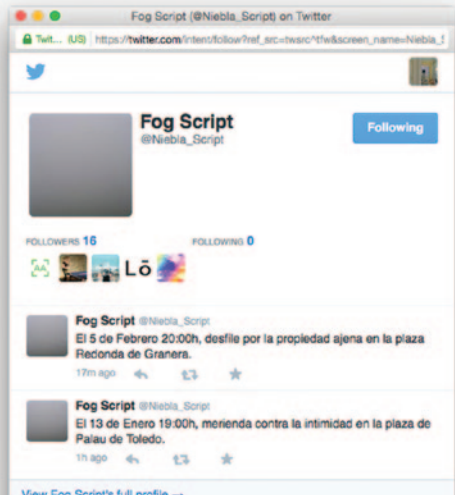 Fog Script (@Niebla_Script) on Twitter
Twit... (US) https://twitter.com/intent/follow?ref_src=twsrc^tfw&screen_name=Niebla_S
Fog Script
@Niebla_Script
Following
FOLLOWERS 16 FOLLOWING 0
AA
Lō
Fog Script @Niebla_Script
El 5 de Febrero 20:00h, desfile por la propiedad ajena en la plaza
Redonda de Granera.
17m ago
Fog Script @Niebla_Script
El 13 de Enero 19:00h, merienda contra la intimidad en la plaza de
Palau de Toledo.
1h ago
View Fog Script's full profile →